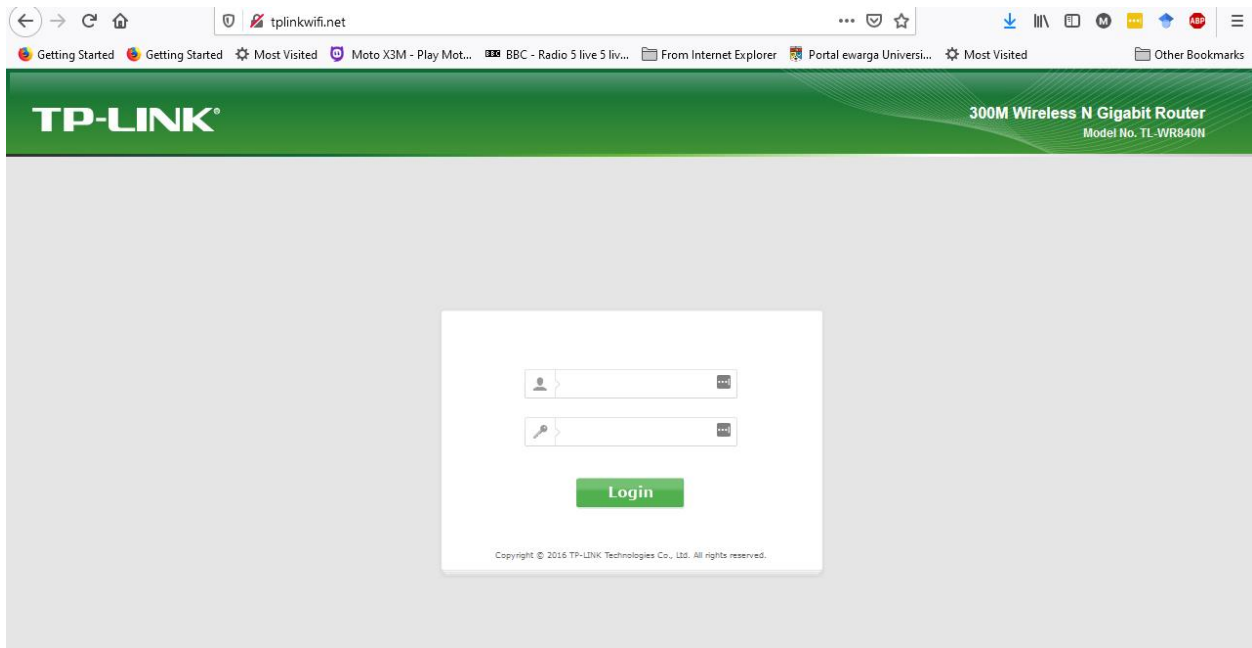 tplinkwifi.net
Getting Started Getting Started Most Visited Moto X3M - Play Mot... BBC BBC - Radio 5 live 5 liv... From Internet Explorer Portal ewarga Universi... Most Visited Other Bookmarks
M ABP
TP-LINK®
300M Wireless N Gigabit Router
Model No. TL-WR840N
Login
Copyright © 2016 TP-LINK Technologies Co., Ltd. All rights reserved.